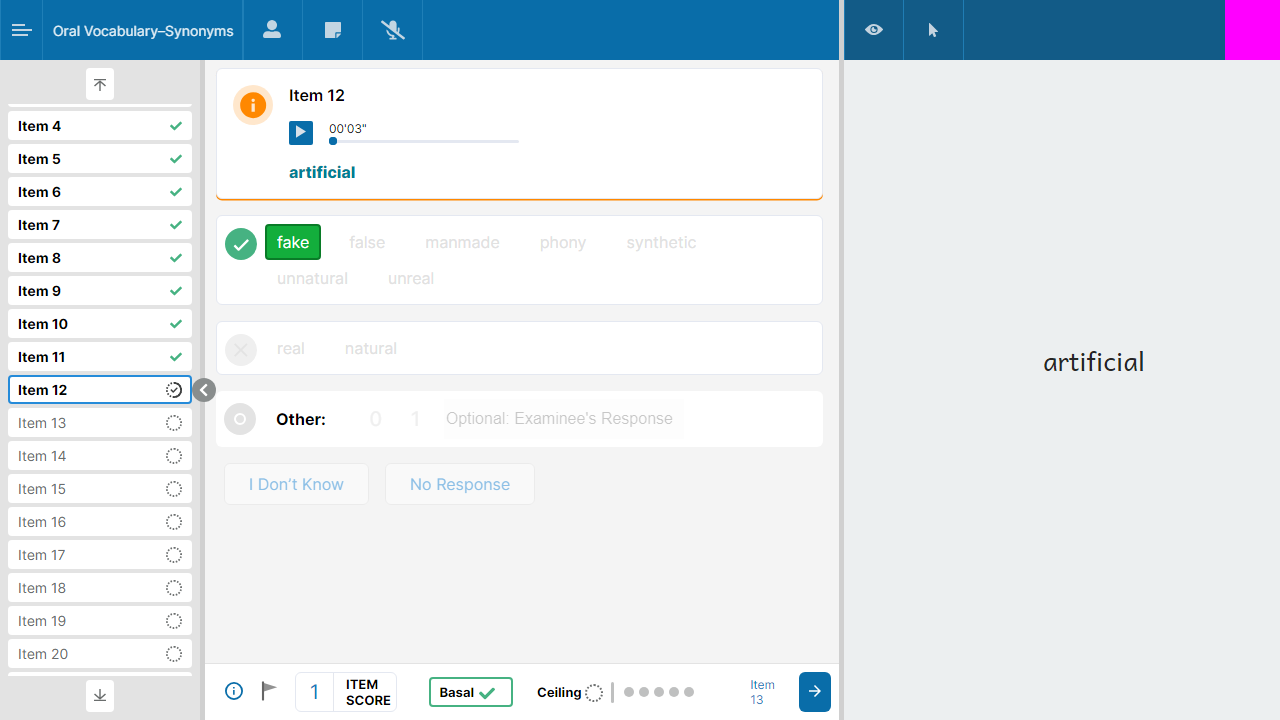 Oral Vocabulary–Synonyms
Item 4
Item 5
Item 6
Item 7
Item 8
Item 9
Item 10
Item 11
Item 12
Item 13
Item 14
Item 15
Item 16
Item 17
Item 18
Item 19
Item 20
Item 12
00'03"
artificial
fake false manmade phony synthetic
unnatural unreal
real natural
Other: 0 1 Optional: Examinee's Response
I Don't Know No Response
1 ITEM SCORE
Basal
Ceiling
Item 13
artificial